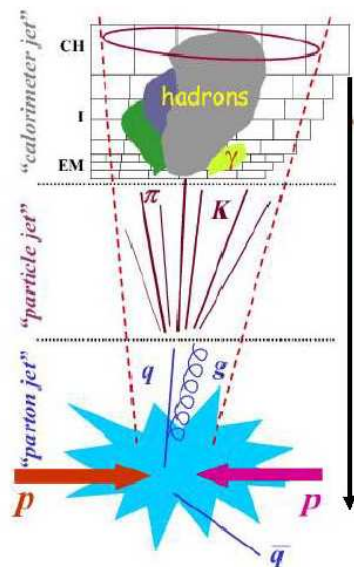 CH
hadrons
I
γ
EM
"calorimeter jet"
π
K
"particle jet"
q
g
"parton jet"
p
p
q̅